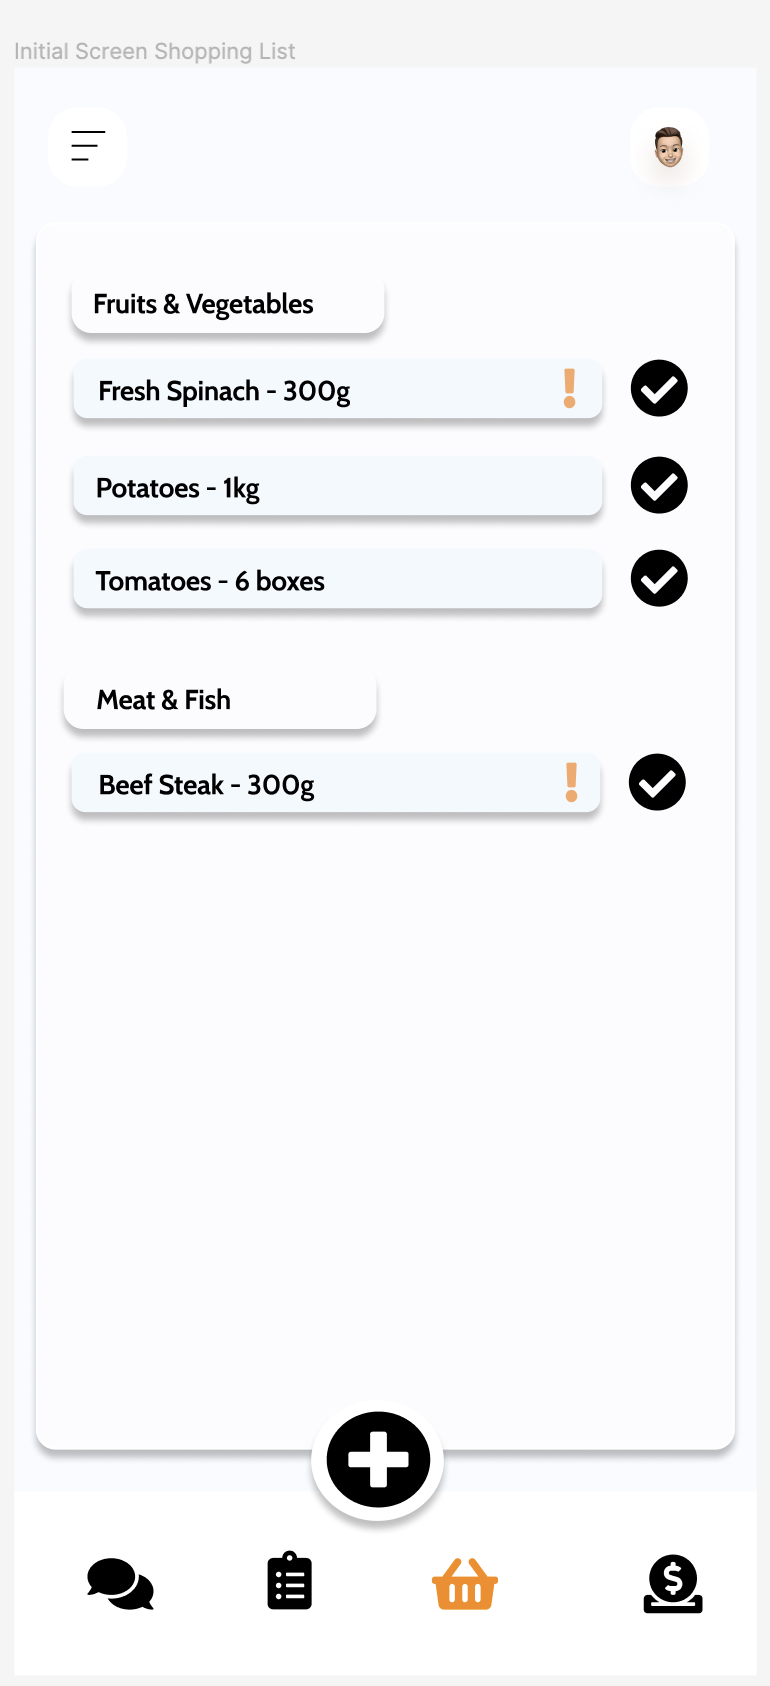 Initial Screen Shopping List
Fruits & Vegetables
Fresh Spinach - 300g
Potatoes - 1kg
Tomatoes - 6 boxes
Meat & Fish
Beef Steak - 300g